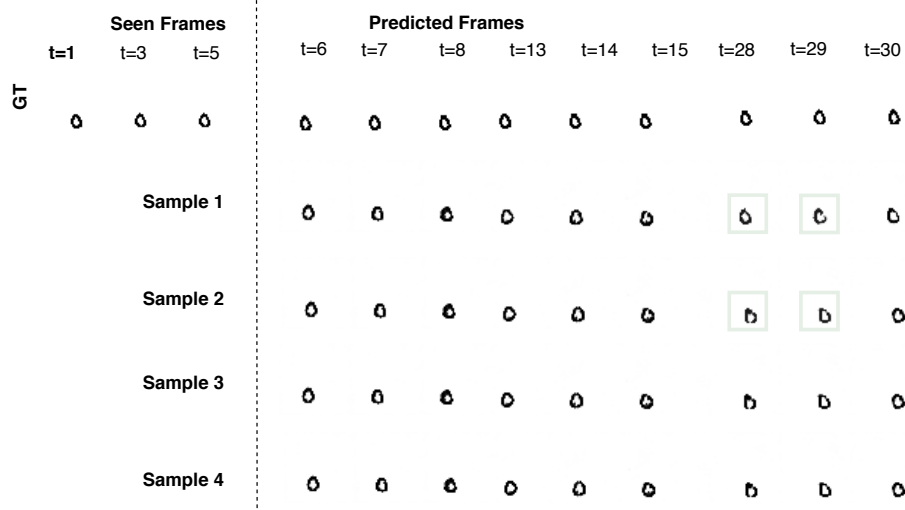 Seen Frames
Predicted Frames
t=1 t=3 t=5 t=6 t=7 t=8 t=13 t=14 t=15 t=28 t=29 t=30
GT
Sample 1
Sample 2
Sample 3
Sample 4